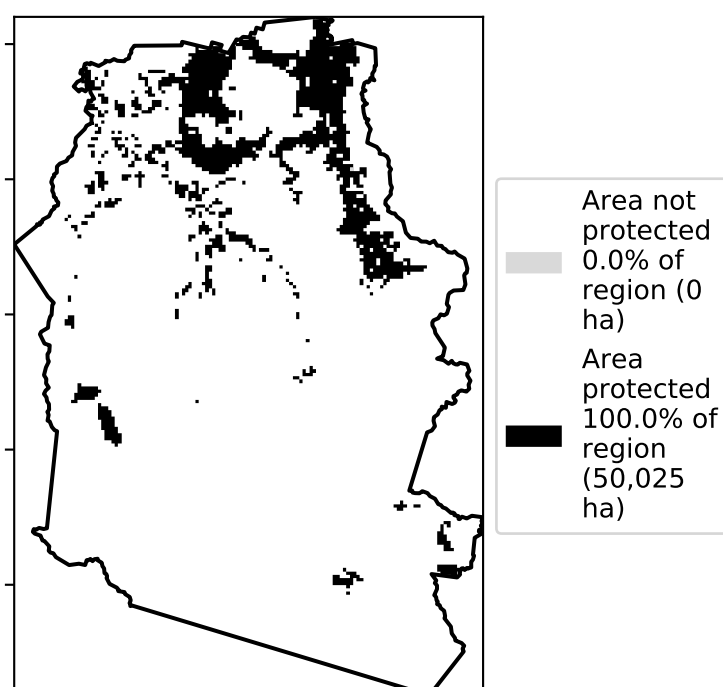 Area not
protected
0.0% of
region (0
ha)
Area
protected
100.0% of
region
(50,025
ha)